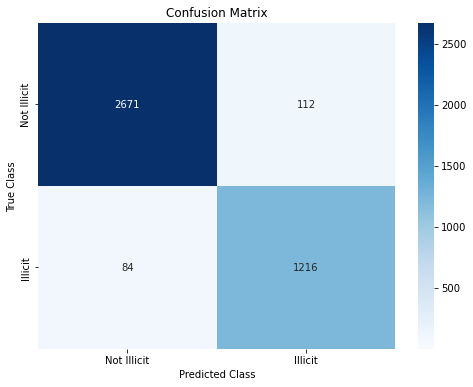 Confusion Matrix
True Class
Not Illicit
2671 112
Illicit
84 1216
Not Illicit Illicit
Predicted Class
2500
2000
1500
1000
500